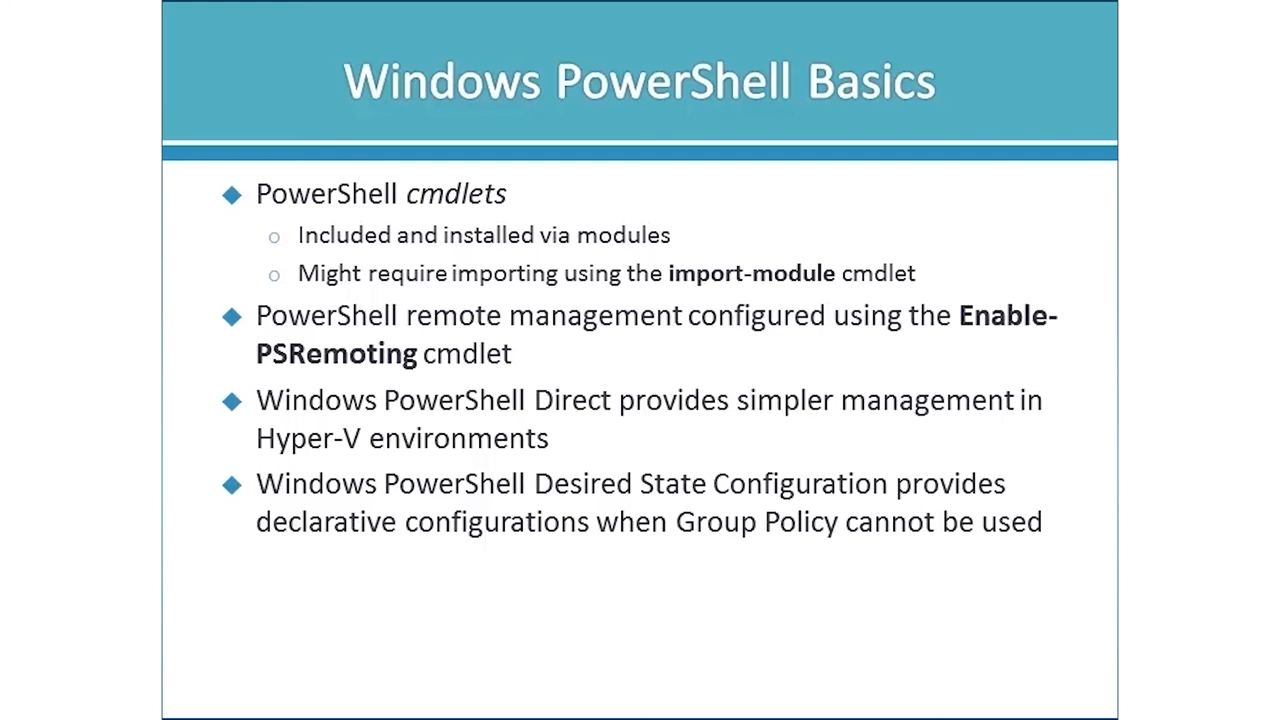 Windows PowerShell Basics
PowerShell cmdlets
Included and installed via modules
Might require importing using the import-module cmdlet
PowerShell remote management configured using the Enable-
PSRemoting cmdlet
Windows PowerShell Direct provides simpler management in
Hyper-V environments
Windows PowerShell Desired State Configuration provides
declarative configurations when Group Policy cannot be used